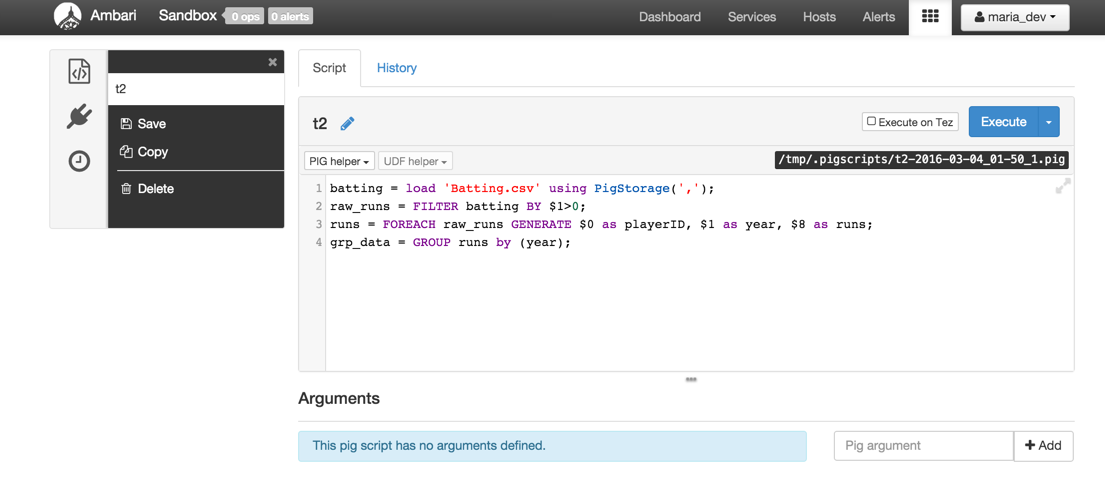 Ambari Sandbox 0 ops 0 alerts Dashboard Services Hosts Alerts maria_dev
t2
Save
Copy
Delete
Script History
t2 Execute on Tez Execute
PIG helper UDF helper /tmp/.pigscripts/t2-2016-03-04_01-50_1.pig
1 batting = load 'Batting.csv' using PigStorage(',');
2 raw_runs = FILTER batting BY $1>0;
3 runs = FOREACH raw_runs GENERATE $0 as playerID, $1 as year, $8 as runs;
4 grp_data = GROUP runs by (year);
Arguments
This pig script has no arguments defined. Pig argument + Add